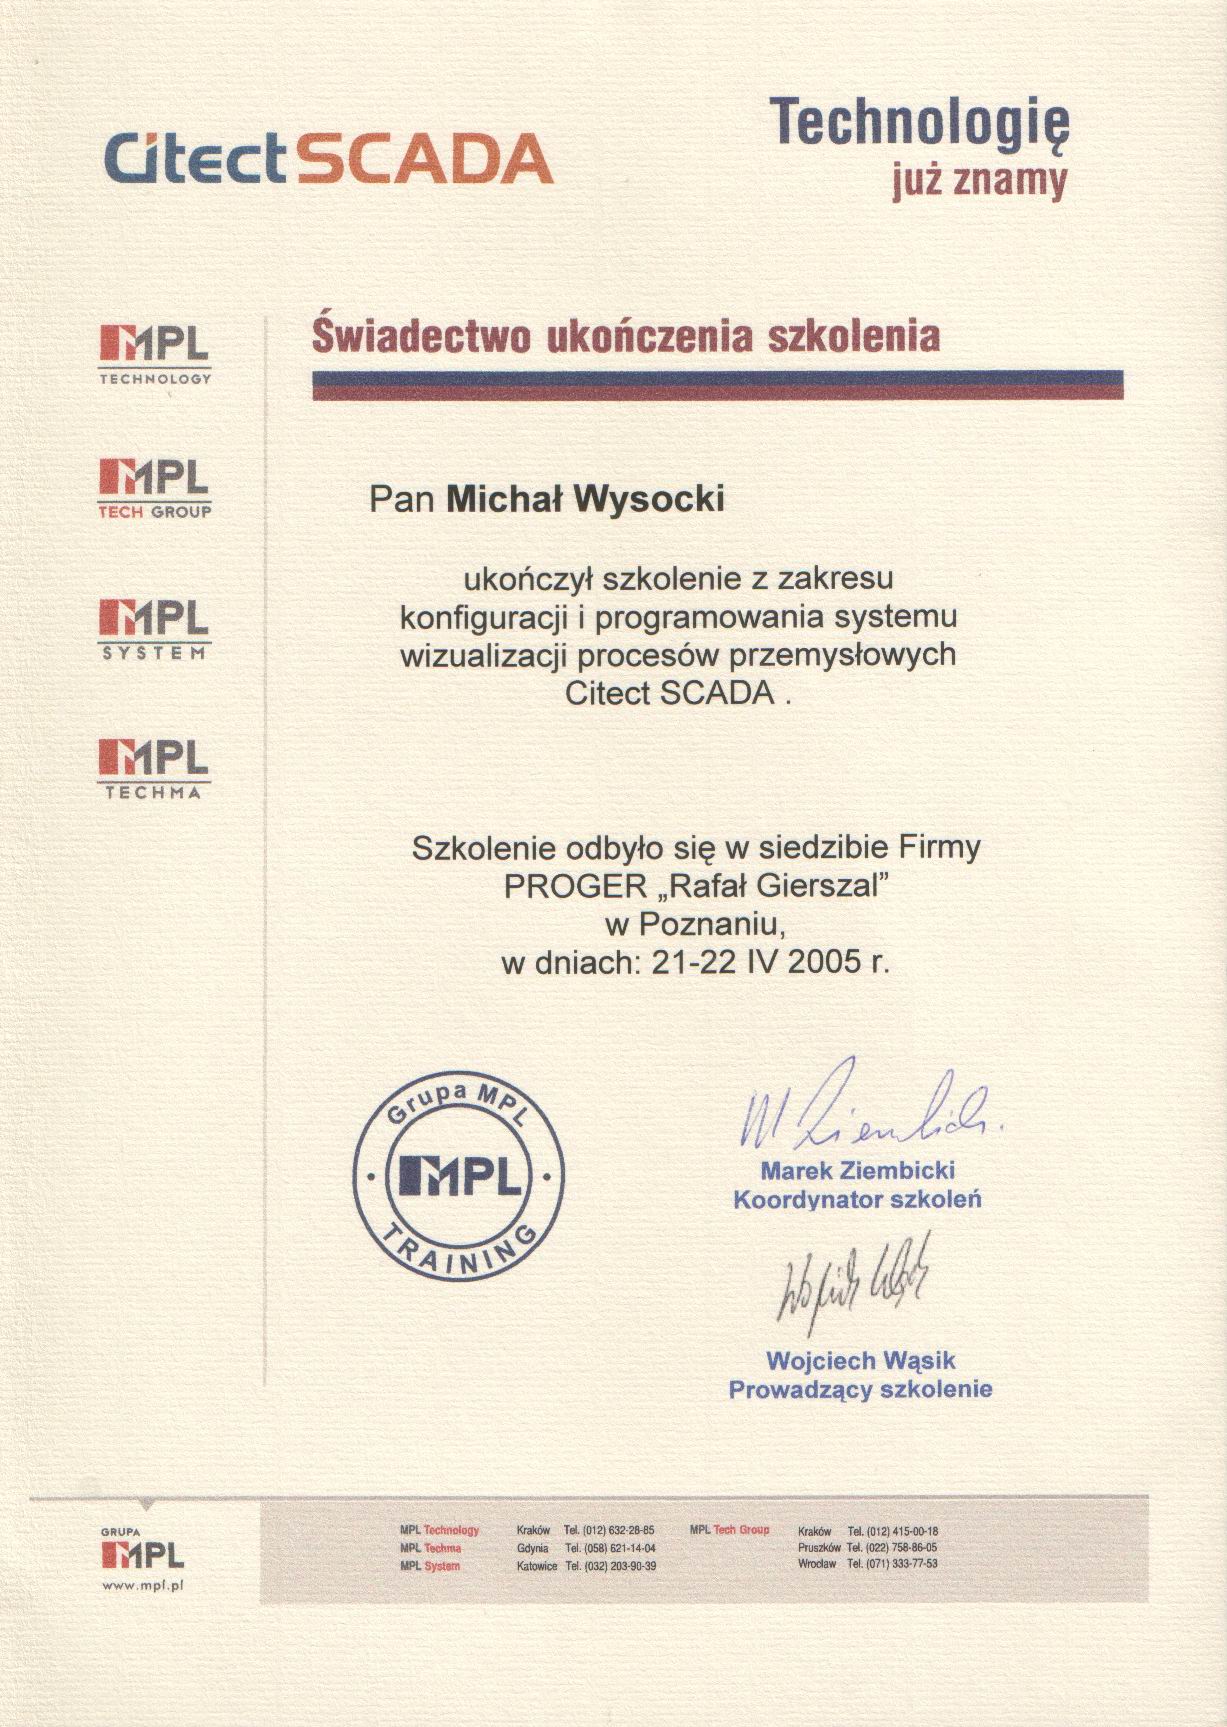 CitectSCADA
Technologię
już znamy
Świadectwo ukończenia szkolenia
MPL
TECHNOLOGY
MPL
TECH GROUP
MPL
SYSTEM
MPL
TECHMA
Pan Michał Wysocki
ukończył szkolenie z zakresu
konfiguracji i programowania systemu
wizualizacji procesów przemysłowych
Citect SCADA .
Szkolenie odbyło się w siedzibie Firmy
PROGER „Rafał Gierszal”
w Poznaniu,
w dniach: 21-22 IV 2005 r.
Grupa MPL
MPL
TRAINING
M Ziembicki
Marek Ziembicki
Koordynator szkoleń
Wojciech Wąsik
Wojciech Wąsik
Prowadzący szkolenie
GRUPA
MPL
www.mpl.pl
MPL Technology Kraków Tel. (012) 632-28-85
MPL Techma Gdynia Tel. (058) 621-14-04
MPL System Katowice Tel. (032) 203-90-39
MPL Tech Group Kraków Tel. (012) 415-00-18
Pruszków Tel. (022) 758-86-05
Wrocław Tel. (071) 333-77-53